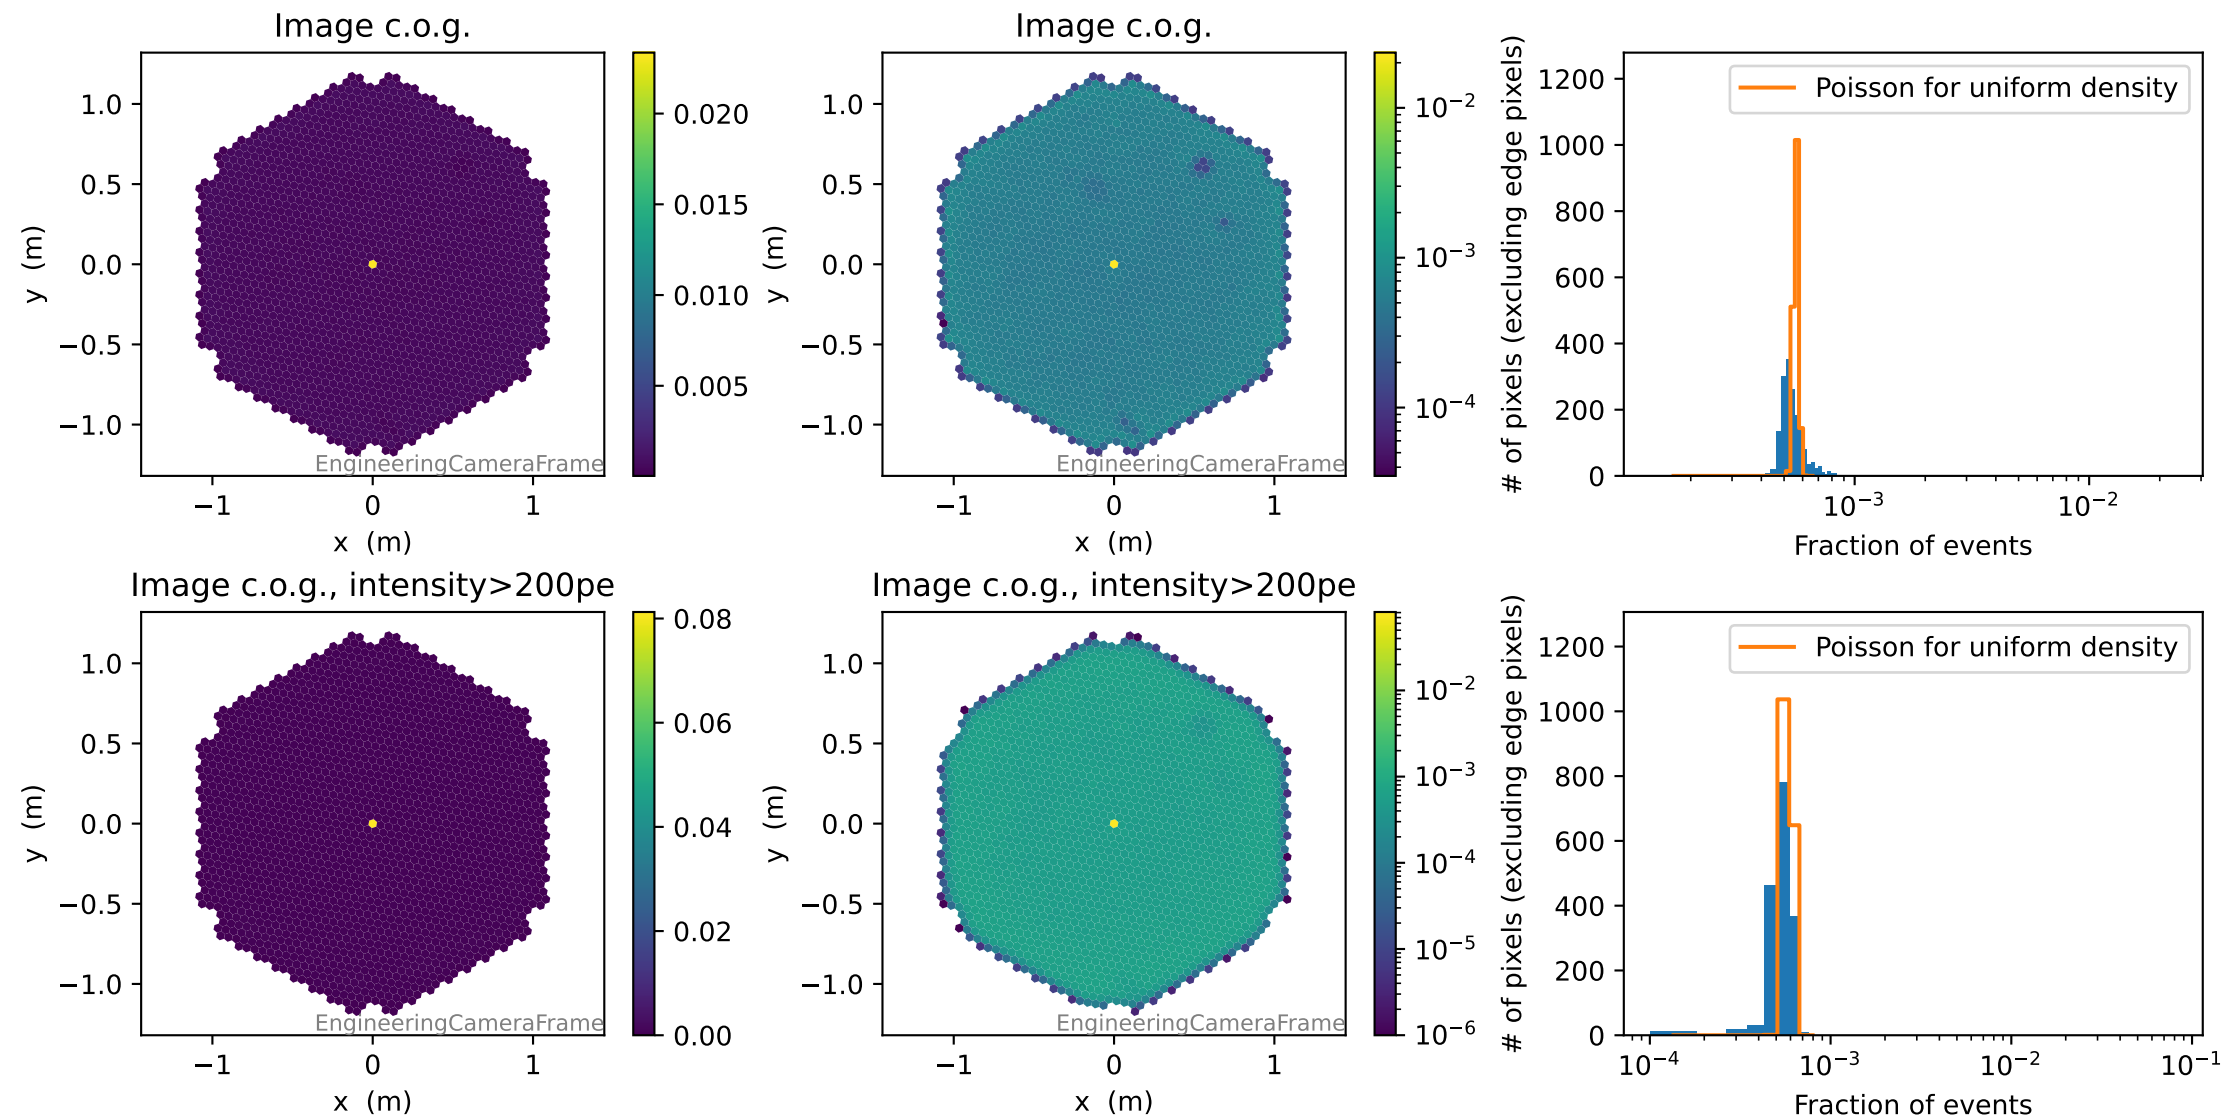 Image c.o.g.
1.0
0.5
0.0
−0.5
−1.0
y (m)
−1 0 1
x (m)
EngineeringCameraFrame
0.020
0.015
0.010
0.005
Image c.o.g.
1.0
0.5
0.0
−0.5
−1.0
y (m)
−1 0 1
x (m)
EngineeringCameraFrame
10⁻²
10⁻³
10⁻⁴
# of pixels (excluding edge pixels)
1200
1000
800
600
400
200
0
Poisson for uniform density
10⁻³ 10⁻²
Fraction of events
Image c.o.g., intensity>200pe
1.0
0.5
0.0
−0.5
−1.0
y (m)
−1 0 1
x (m)
EngineeringCameraFrame
0.08
0.06
0.04
0.02
0.00
Image c.o.g., intensity>200pe
1.0
0.5
0.0
−0.5
−1.0
y (m)
−1 0 1
x (m)
EngineeringCameraFrame
10⁻²
10⁻³
10⁻⁴
10⁻⁵
10⁻⁶
# of pixels (excluding edge pixels)
1200
1000
800
600
400
200
0
Poisson for uniform density
10⁻⁴ 10⁻³ 10⁻² 10⁻¹
Fraction of events